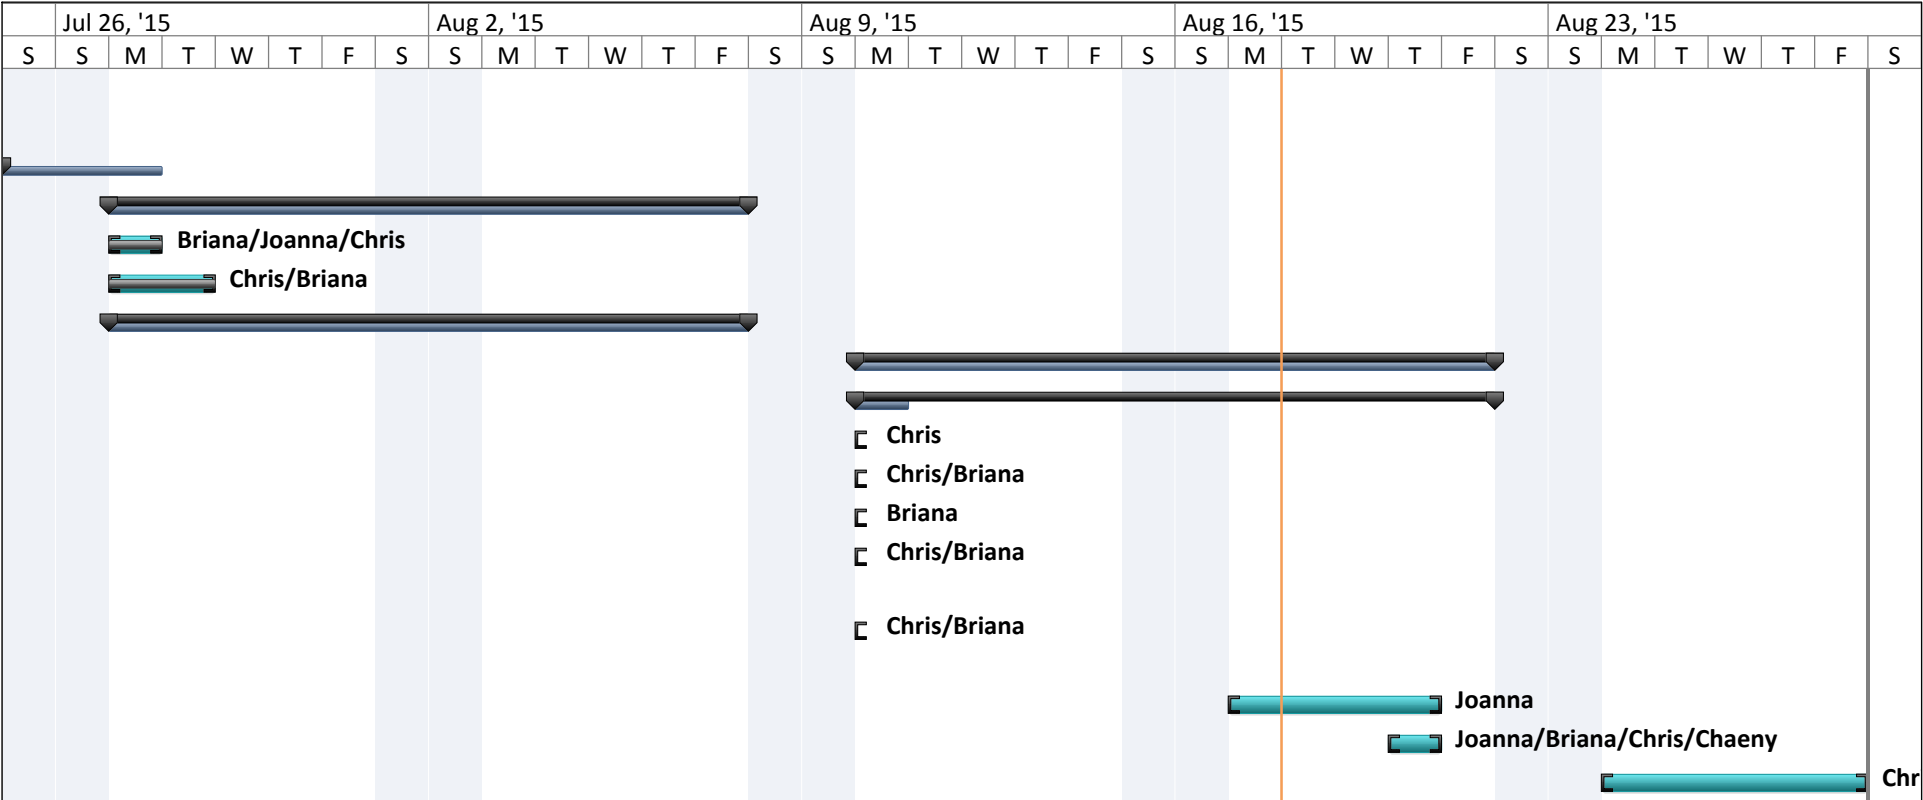 Jul 26, '15 Aug 2, '15 Aug 9, '15 Aug 16, '15 Aug 23, '15
S S M T W T F S S M T W T F S S M T W T F S S M T W T F S S M T W T F S
Briana/Joanna/Chris
Chris/Briana
Chris
Chris/Briana
Briana
Chris/Briana
Chris/Briana
Joanna
Joanna/Briana/Chris/Chaeny
Chr